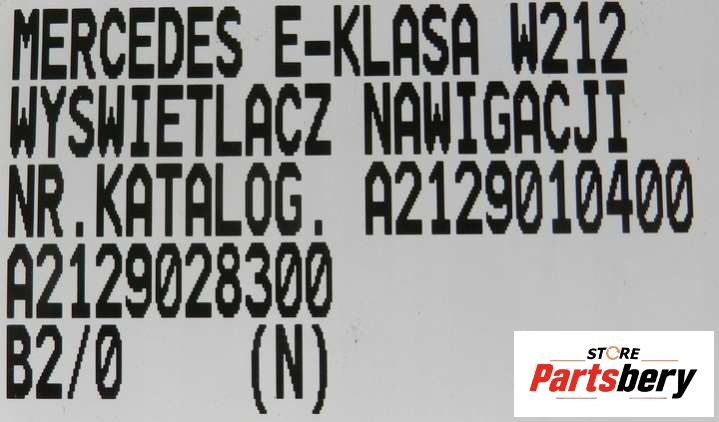 MERCEDES E-KLASA W212
WYSWIETLACZ NAWIGACJI
NR.KATALOG. A2129010400
A2129028300
B2/0 (N)
STORE
Partsbery